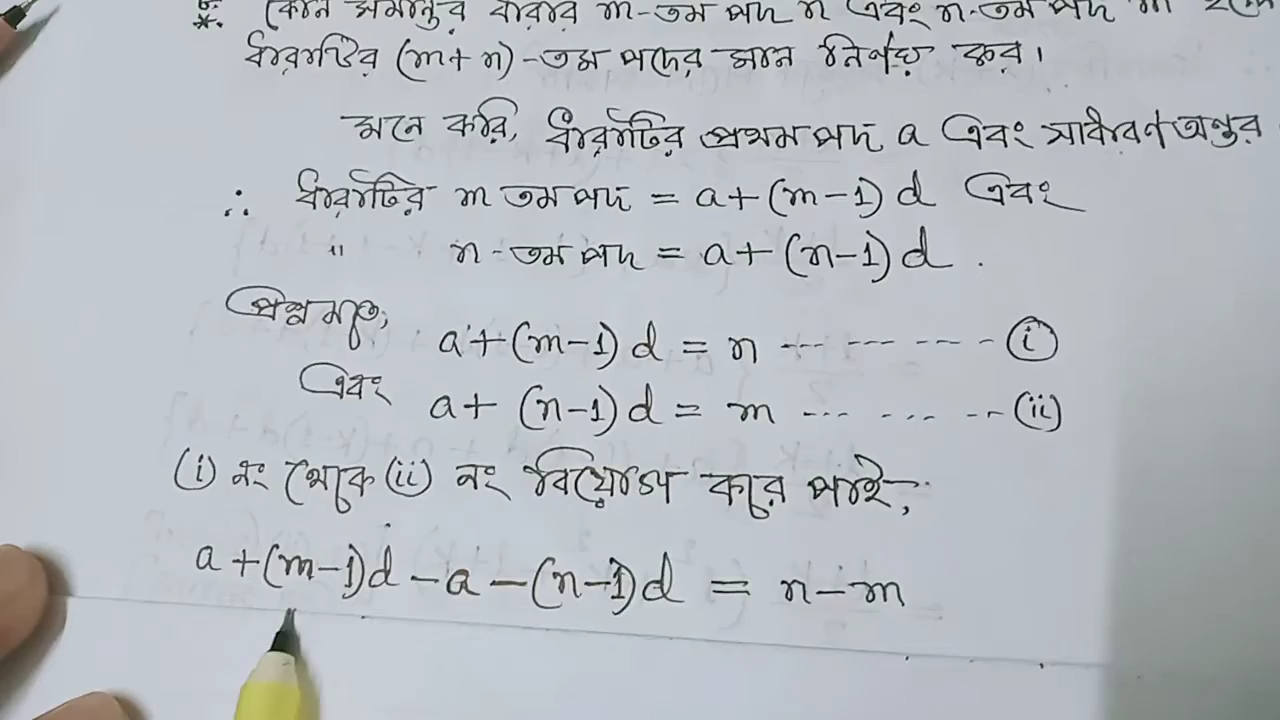 * কোন সমান্তর ধারার m-তম পদ n এবং n-তম পদ m হলে
ধারাটির (m+n)-তম পদের মান নির্ণয় কর।
মনে করি, ধারাটির প্রথম পদ a এবং সাধারণ অন্তর
∴ ধারাটির m তম পদ = a+(m-1)d এবং
" n-তম পদ = a+(n-1)d.
প্রশ্নমতে,
a+(m-1)d = n --- --- --- - (i)
এবং a+(n-1)d = m --- --- --- (ii)
(i) নং থেকে (ii) নং বিয়োগ করে পাই,
a+(m-1)d-a-(n-1)d = n-m